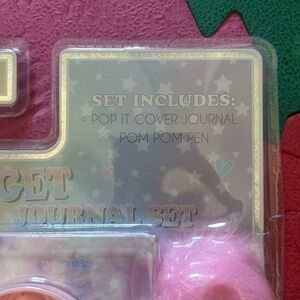 SET INCLUDES:
POP IT COVER JOURNAL
POM POM PEN
GET
JOURNAL SET